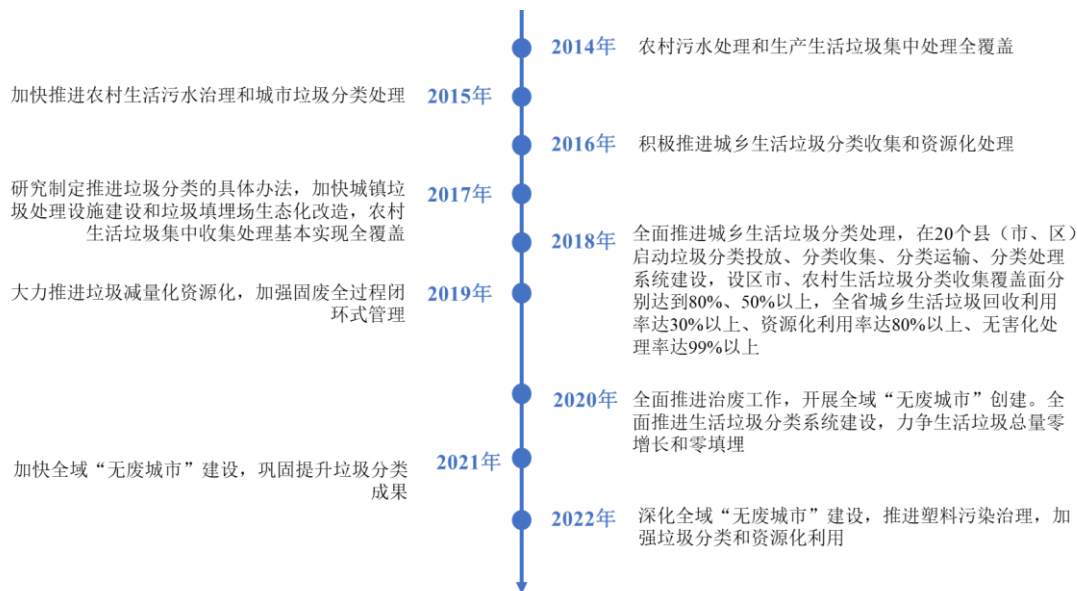 2014年
农村污水处理和生产生活垃圾集中处理全覆盖
加快推进农村生活污水治理和城市垃圾分类处理
2015年
2016年
积极推进城乡生活垃圾分类收集和资源化处理
研究制定推进垃圾分类的具体办法，加快城镇垃
圾处理设施建设和垃圾填埋场生态化改造，农村
生活垃圾集中收集处理基本实现全覆盖
2017年
2018年
全面推进城乡生活垃圾分类处理，在20个县（市、区）
启动垃圾分类投放、分类收集、分类运输、分类处理
系统建设，设区市、农村生活垃圾分类收集覆盖面分
别达到80%、50%以上，全省城乡生活垃圾回收利用
率达30%以上、资源化利用率达80%以上、无害化处
理率达99%以上
大力推进垃圾减量化资源化，加强固废全过程闭
环式管理
2019年
2020年
全面推进治废工作，开展全域“无废城市”创建。全
面推进生活垃圾分类系统建设，力争生活垃圾总量零
增长和零填埋
加快全域“无废城市”建设，巩固提升垃圾分类
成果
2021年
2022年
深化全域“无废城市”建设，推进塑料污染治理，加
强垃圾分类和资源化利用